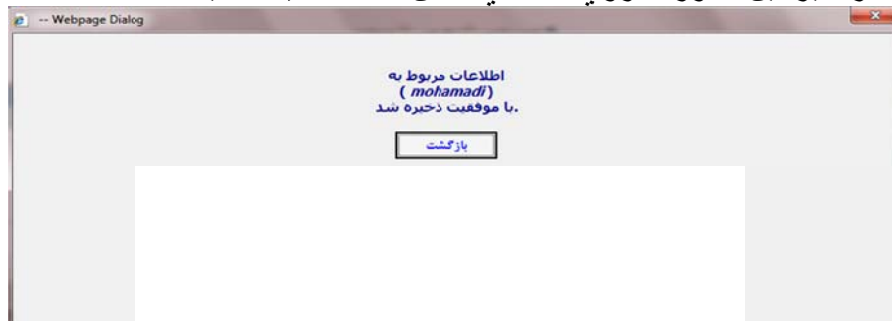 -- Webpage Dialog
اطلاعات مربوط به
( mohamadi)
با موفقیت ذخیره شد.
بازگشت